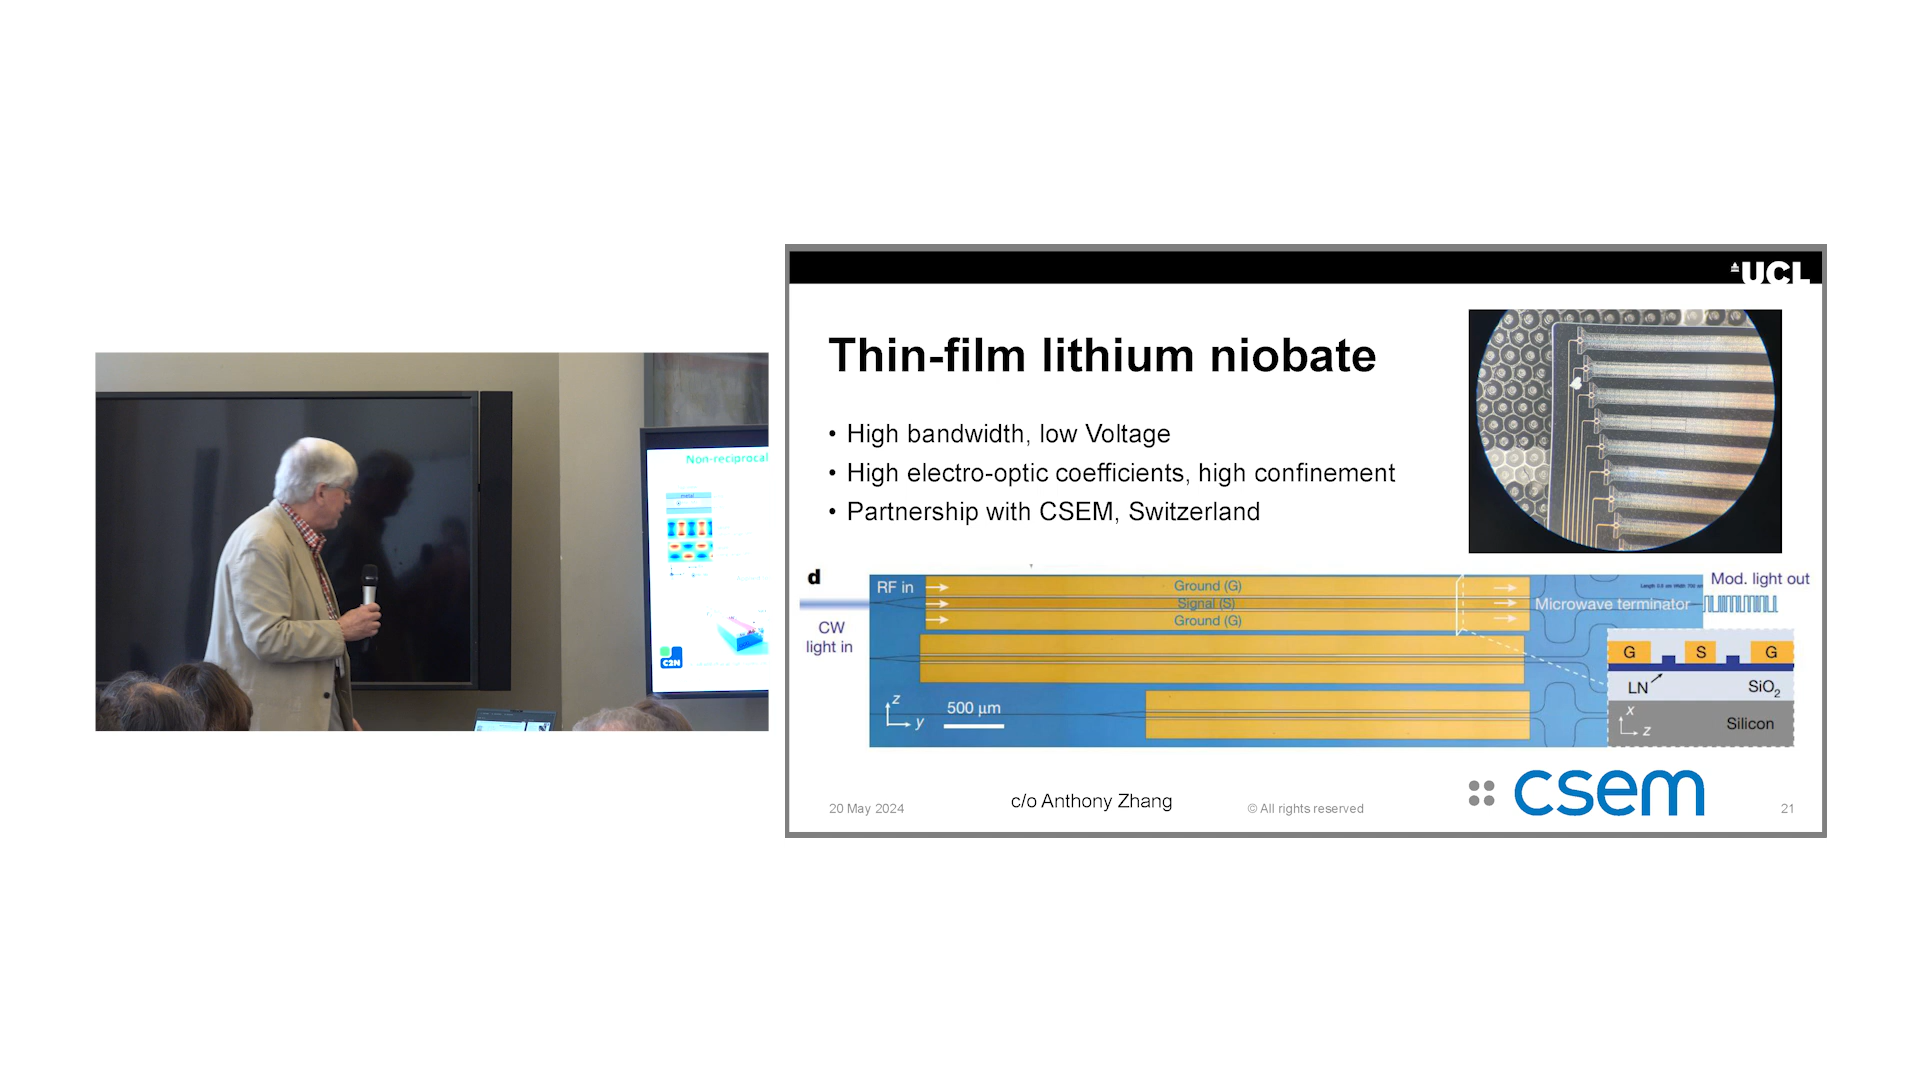 Non-reciprocal
metal
C2N
UCL
Thin-film lithium niobate
• High bandwidth, low Voltage
• High electro-optic coefficients, high confinement
• Partnership with CSEM, Switzerland
d
RF in
Ground (G)
Signal (S)
Ground (G)
Microwave terminator
Mod. light out
CW
light in
G S G
LN
SiO2
Silicon
x
z
z
y
500 µm
csem
20 May 2024
c/o Anthony Zhang
© All rights reserved
21